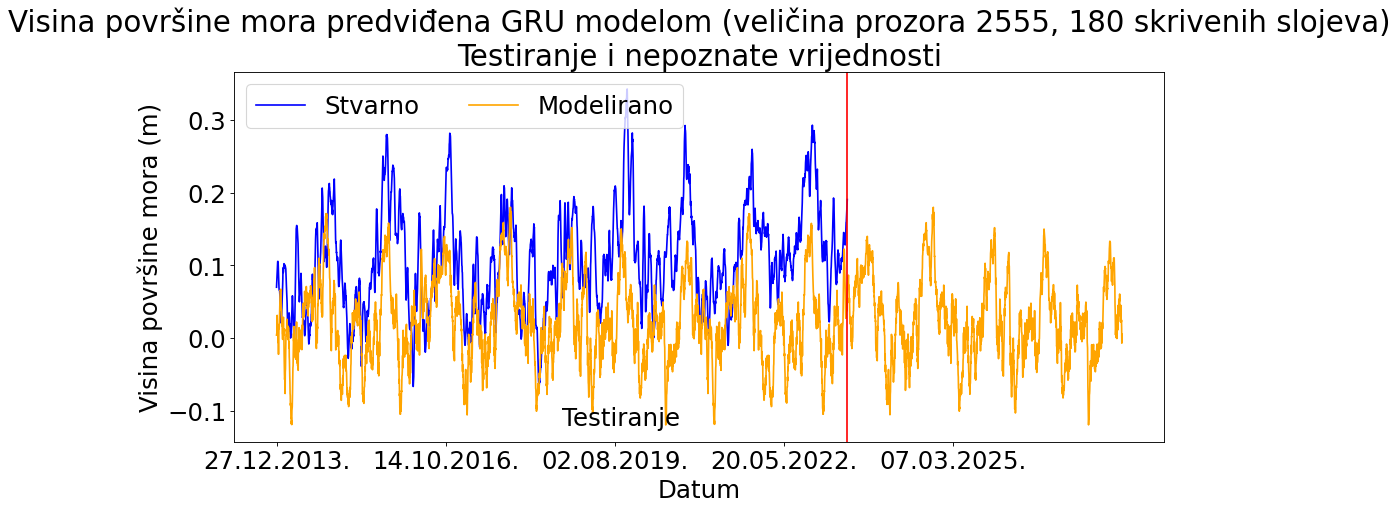 Visina površine mora predviđena GRU modelom (veličina prozora 2555, 180 skrivenih slojeva)
Testiranje i nepoznate vrijednosti
Stvarno Modelirano
Visina površine mora (m)
0.3
0.2
0.1
0.0
−0.1
Testiranje
27.12.2013. 14.10.2016. 02.08.2019. 20.05.2022. 07.03.2025.
Datum